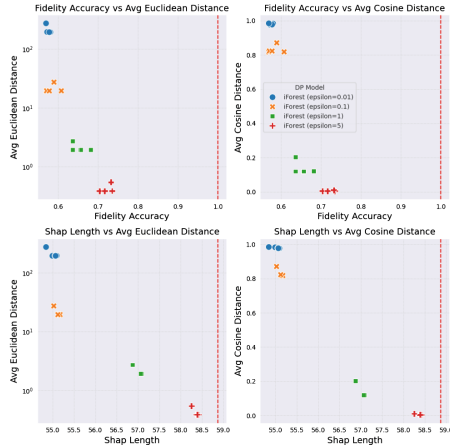 Fidelity Accuracy vs Avg Euclidean Distance
Avg Euclidean Distance
10²
10¹
10⁰
0.6 0.7 0.8 0.9 1.0
Fidelity Accuracy
Fidelity Accuracy vs Avg Cosine Distance
Avg Cosine Distance
1.0
0.8
0.6
0.4
0.2
0.0
DP Model
iForest (epsilon=0.01)
iForest (epsilon=0.1)
iForest (epsilon=1)
iForest (epsilon=5)
0.6 0.7 0.8 0.9 1.0
Fidelity Accuracy
Shap Length vs Avg Euclidean Distance
Avg Euclidean Distance
10²
10¹
10⁰
55.0 55.5 56.0 56.5 57.0 57.5 58.0 58.5 59.0
Shap Length
Shap Length vs Avg Cosine Distance
Avg Cosine Distance
1.0
0.8
0.6
0.4
0.2
0.0
55.0 55.5 56.0 56.5 57.0 57.5 58.0 58.5 59.0
Shap Length